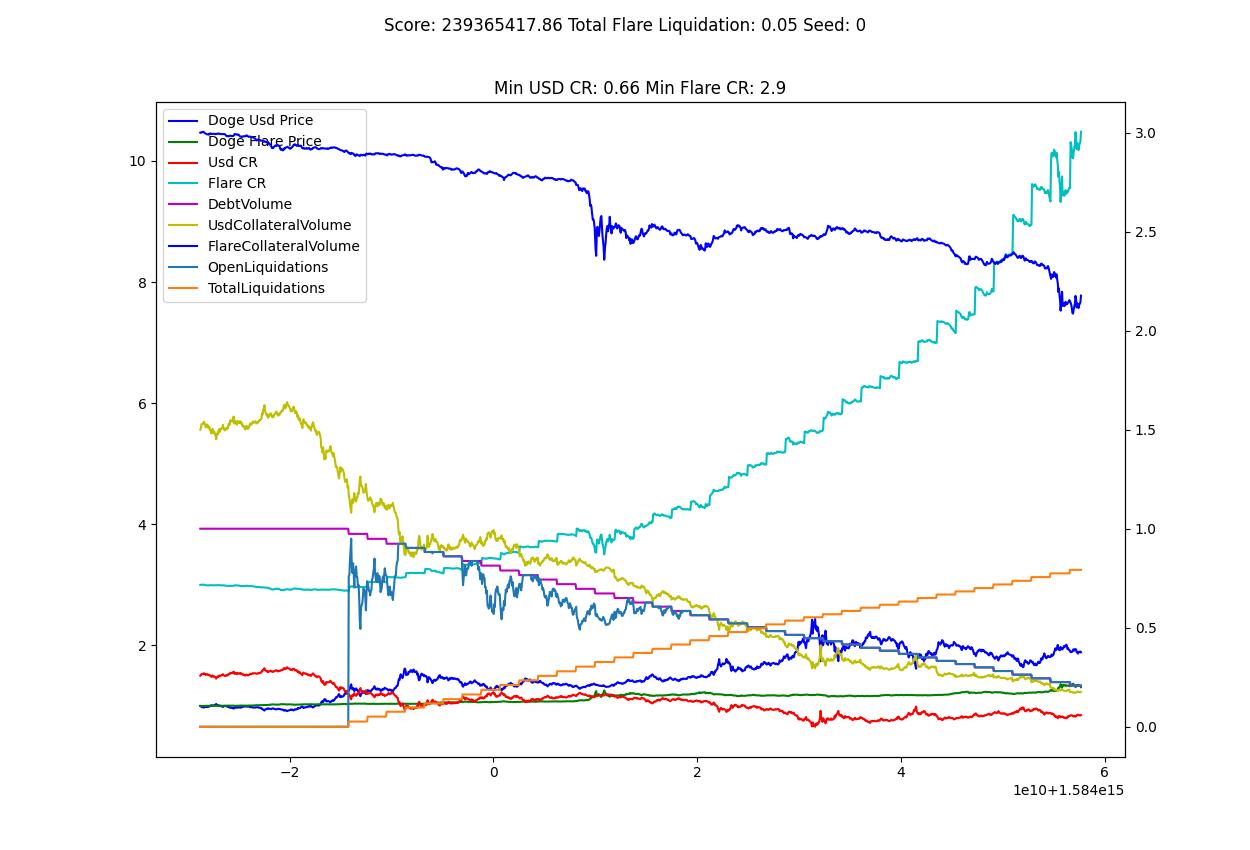 Score: 239365417.86 Total Flare Liquidation: 0.05 Seed: 0
Min USD CR: 0.66 Min Flare CR: 2.9
Doge Usd Price
Doge Flare Price
Usd CR
Flare CR
DebtVolume
UsdCollateralVolume
FlareCollateralVolume
OpenLiquidations
TotalLiquidations
10
8
6
4
2
3.0
2.5
2.0
1.5
1.0
0.5
0.0
−2
0
2
4
6
1e10+1.584e15